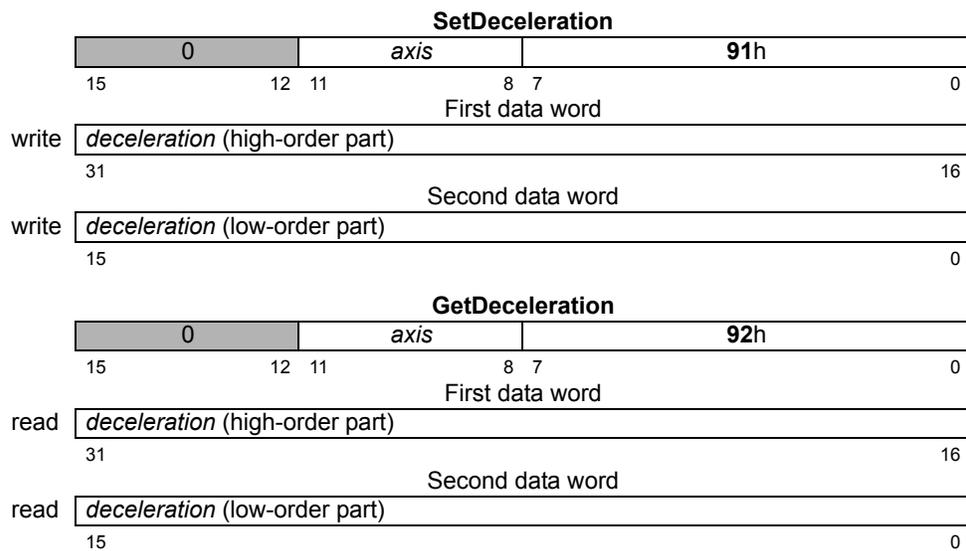 SetDeceleration
0 axis 91h
15 12 11 8 7 0
First data word
write deceleration (high-order part)
31 16
Second data word
write deceleration (low-order part)
15 0
GetDeceleration
0 axis 92h
15 12 11 8 7 0
First data word
read deceleration (high-order part)
31 16
Second data word
read deceleration (low-order part)
15 0